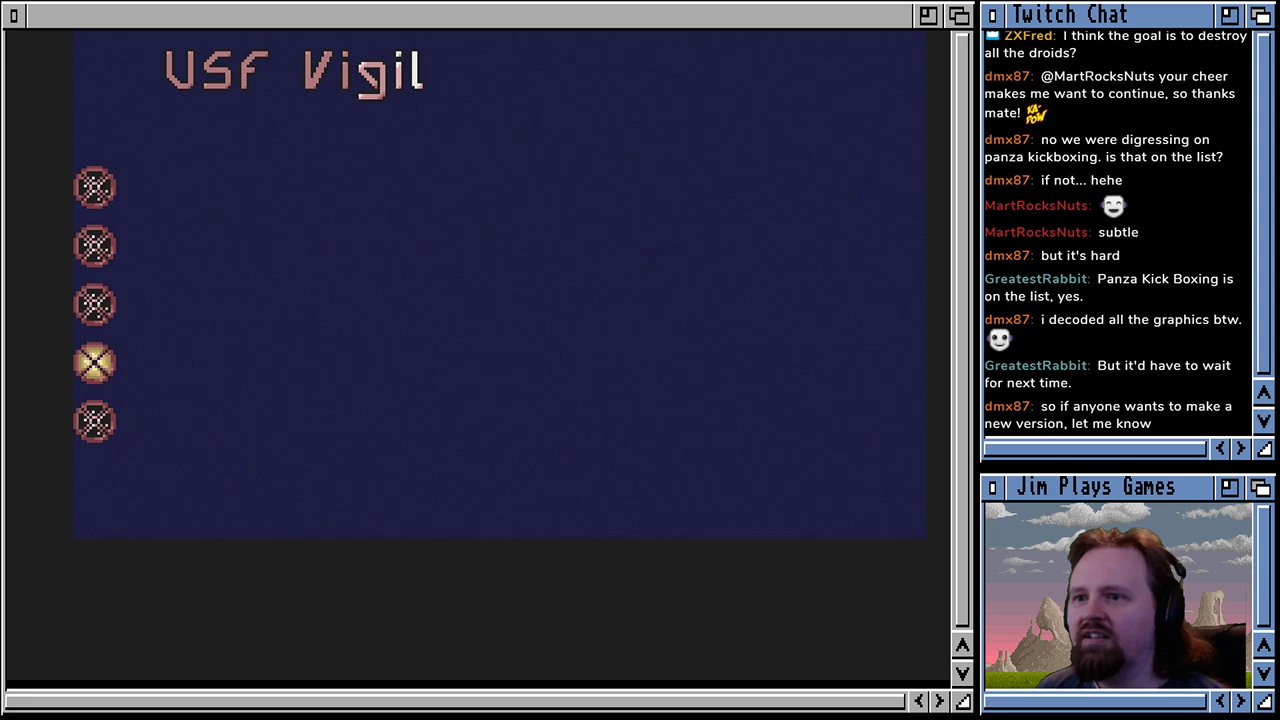 USF Vigil
Twitch Chat
ZXFred: I think the goal is to destroy
all the droids?
dmx87: @MartRocksNuts your cheer
makes me want to continue, so thanks
mate! KA-POW
dmx87: no we were digressing on
panza kickboxing. is that on the list?
dmx87: if not... hehe
MartRocksNuts:
MartRocksNuts: subtle
dmx87: but it's hard
GreatestRabbit: Panza Kick Boxing is
on the list, yes.
dmx87: i decoded all the graphics btw.
GreatestRabbit: But it'd have to wait
for next time.
dmx87: so if anyone wants to make a
new version, let me know
Jim Plays Games